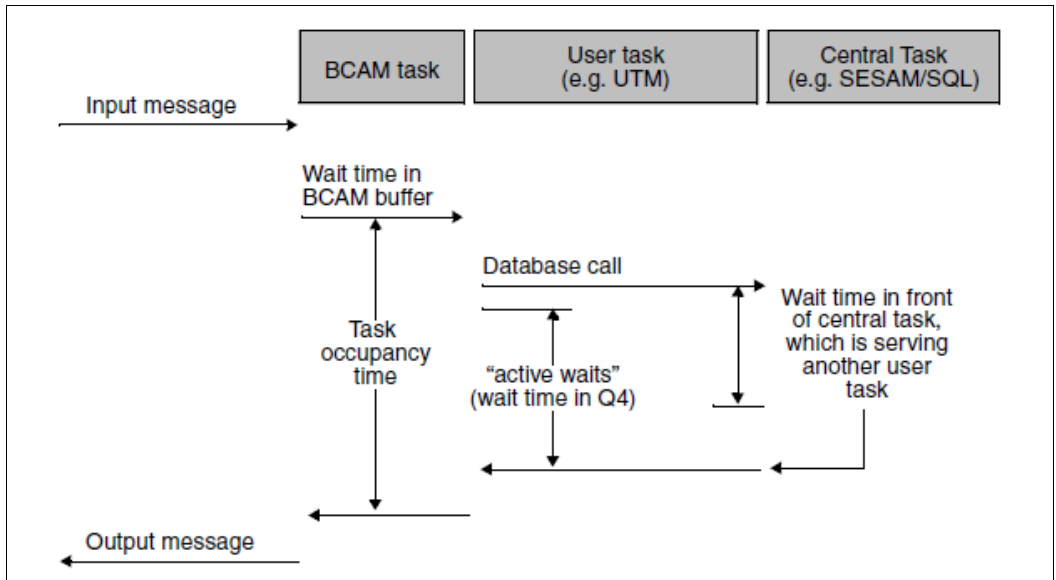 BCAM task
User task
(e.g. UTM)
Central Task
(e.g. SESAM/SQL)
Input message
Wait time in
BCAM buffer
Database call
Wait time in front
of central task,
which is serving
another user
task
Task
occupancy
time
“active waits”
(wait time in Q4)
Output message